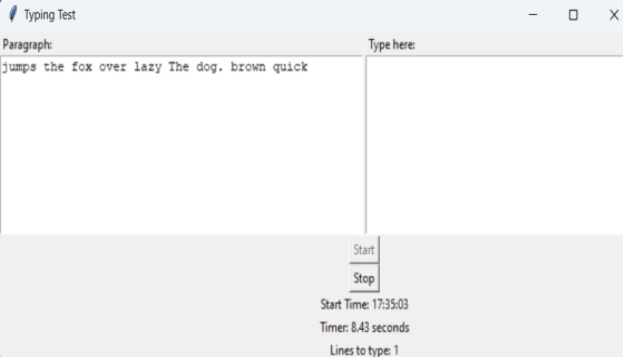 Typing Test
Paragraph:
Type here:
jumps the fox over lazy The dog. brown quick
Start
Stop
Start Time: 17:35:03
Timer: 8.43 seconds
Lines to type: 1